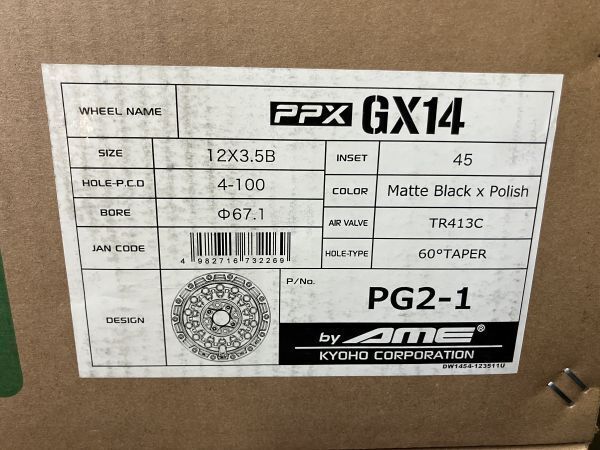 WHEEL NAME PPX GX14
SIZE 12X3.5B INSET 45
HOLE-P.C.D 4-100 COLOR Matte Black x Polish
BORE Φ67.1 AIR VALVE TR413C
JAN CODE 4 982716 732269 HOLE-TYPE 60°TAPER
DESIGN P/No. PG2-1
by AME®
KYOHO CORPORATION
DW1454-123511U